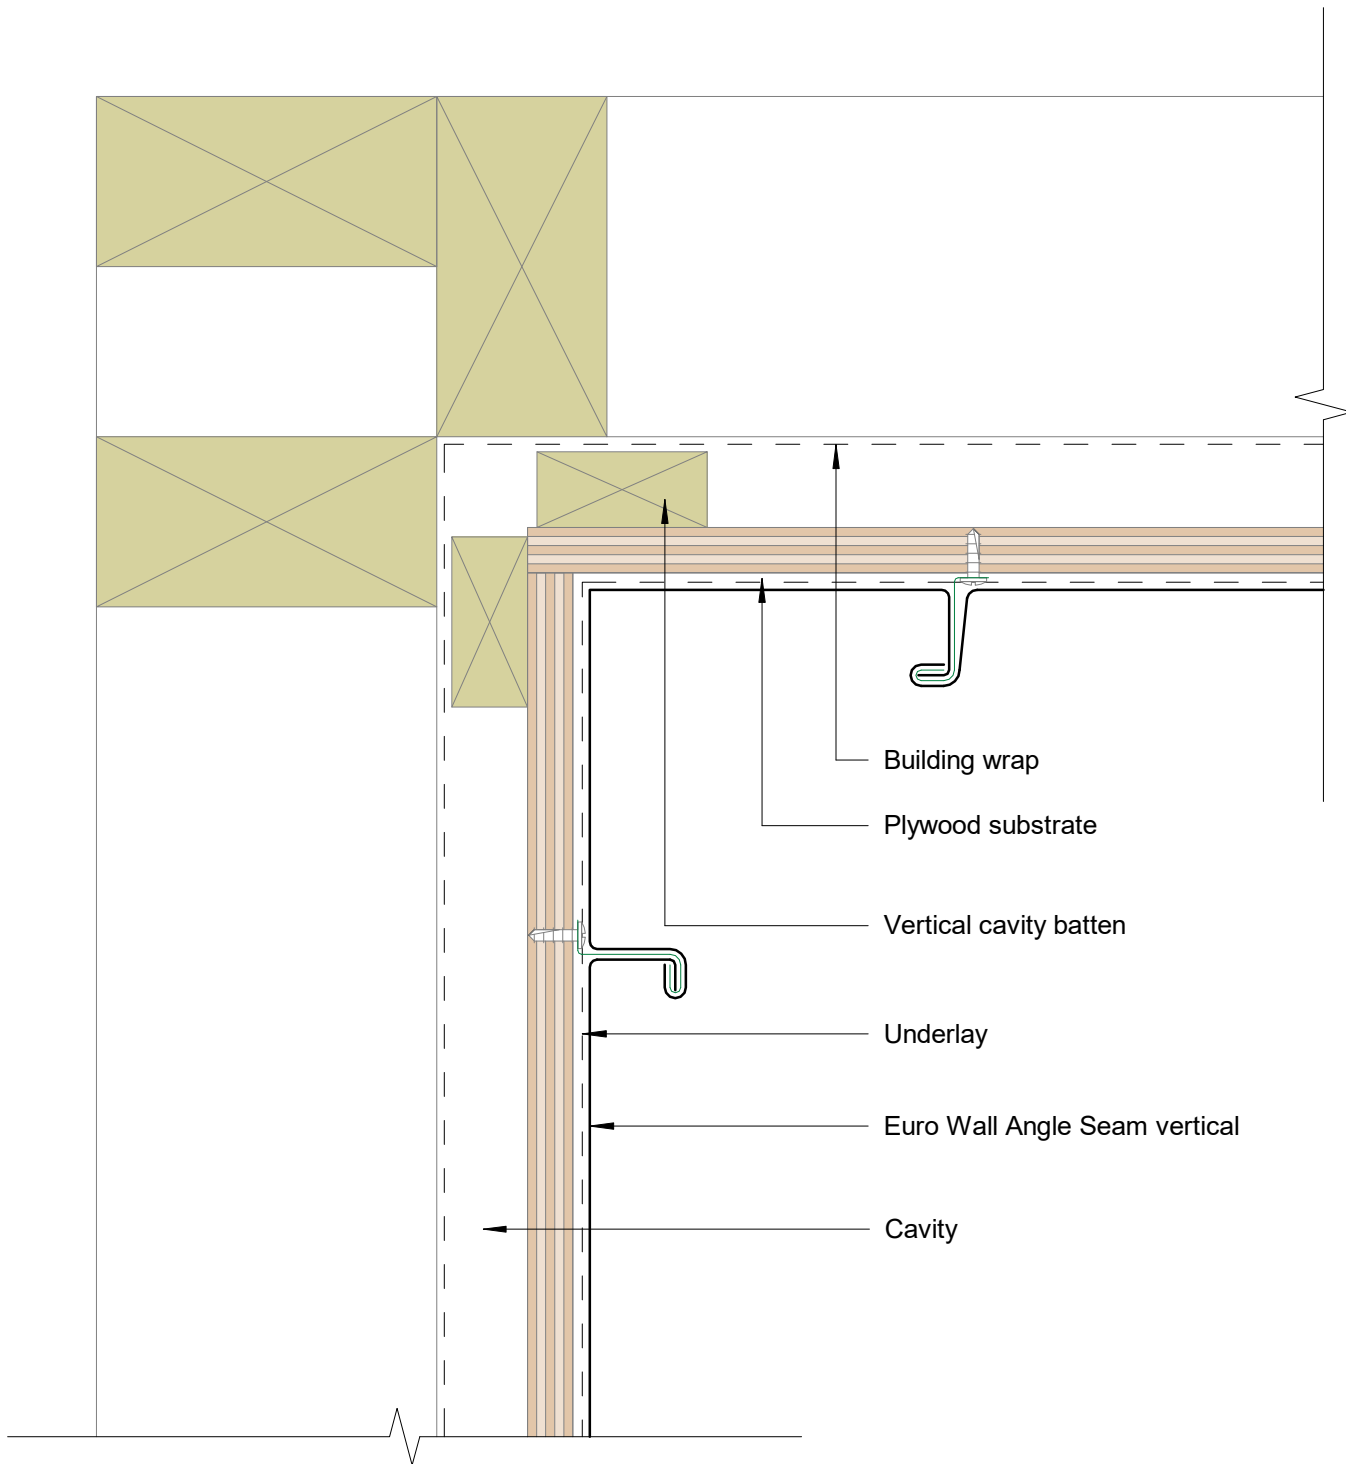 Building wrap
Plywood substrate
Vertical cavity batten
Underlay
Euro Wall Angle Seam vertical
Cavity